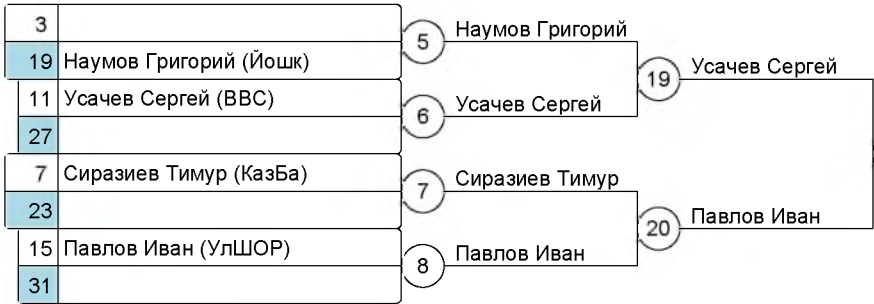 3
19 Наумов Григорий (Йошк)
5 Наумов Григорий
11 Усачев Сергей (ВВС)
27
6 Усачев Сергей
19 Усачев Сергей
7 Сиразиев Тимур (КазБа)
23
7 Сиразиев Тимур
15 Павлов Иван (УлШОР)
31
8 Павлов Иван
20 Павлов Иван